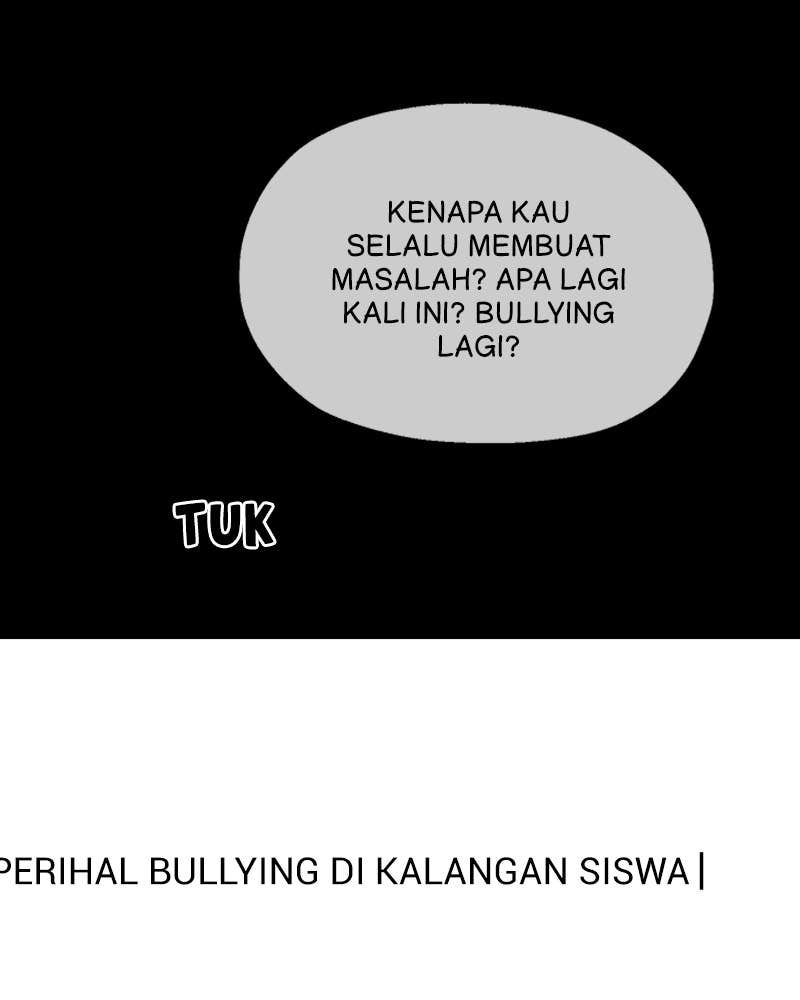 KENAPA KAU
SELALU MEMBUAT
MASALAH? APA LAGI
KALI INI? BULLYING
LAGI?
TUK
PERIHAL BULLYING DI KALANGAN SISWA